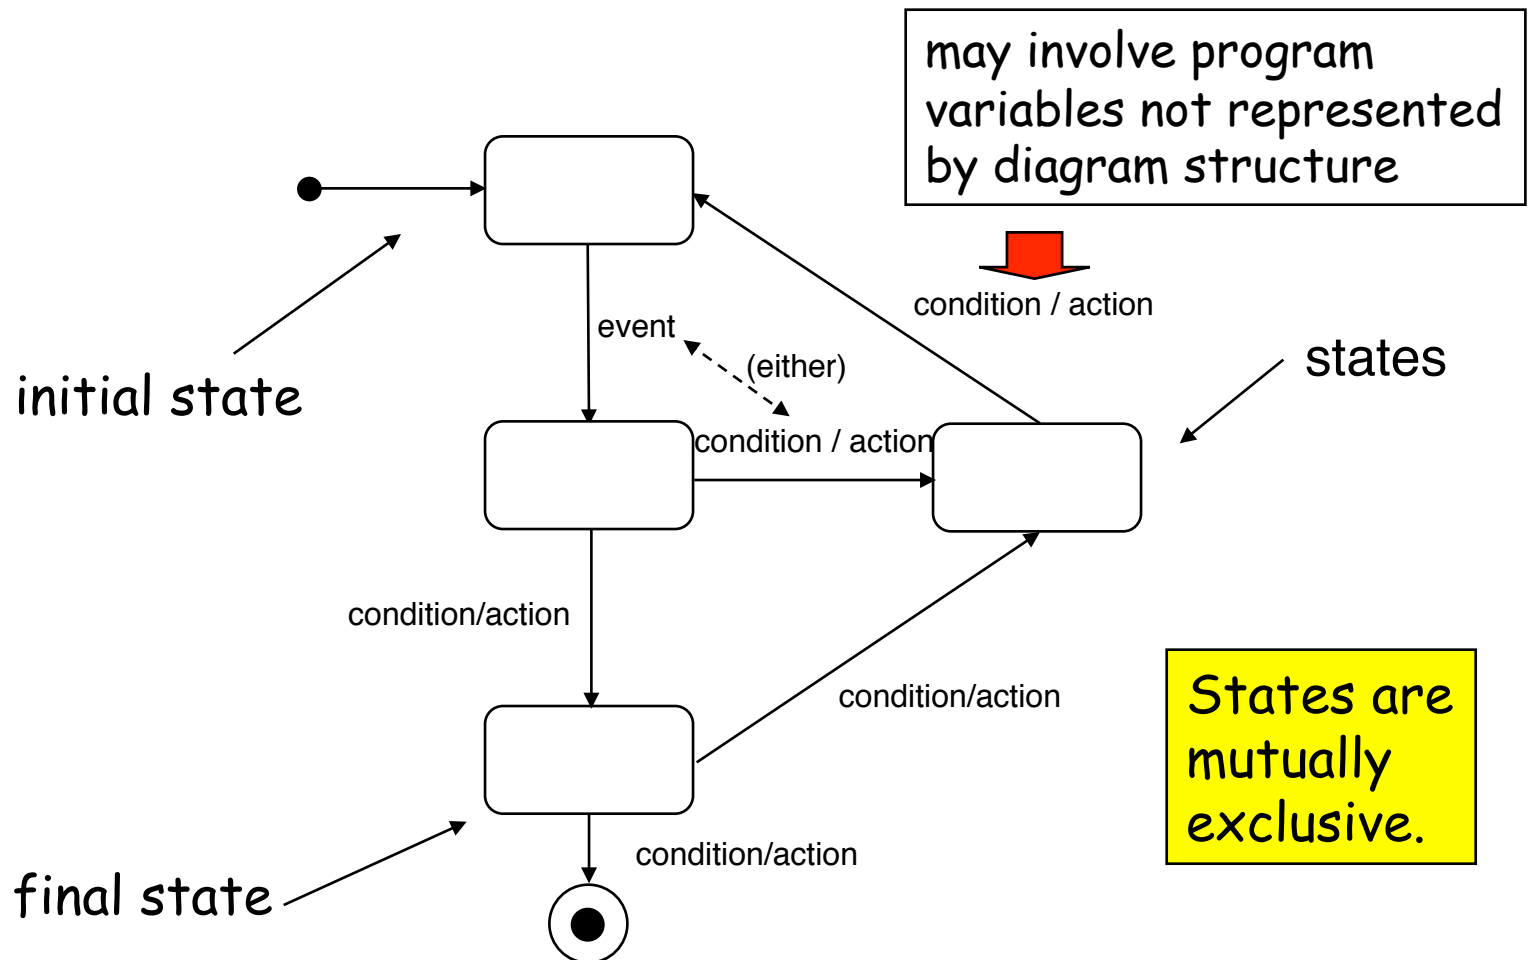 may involve program
variables not represented
by diagram structure
condition / action
event
(either)
states
initial state
condition / action
condition/action
condition/action
States are
mutually
exclusive.
condition/action
final state